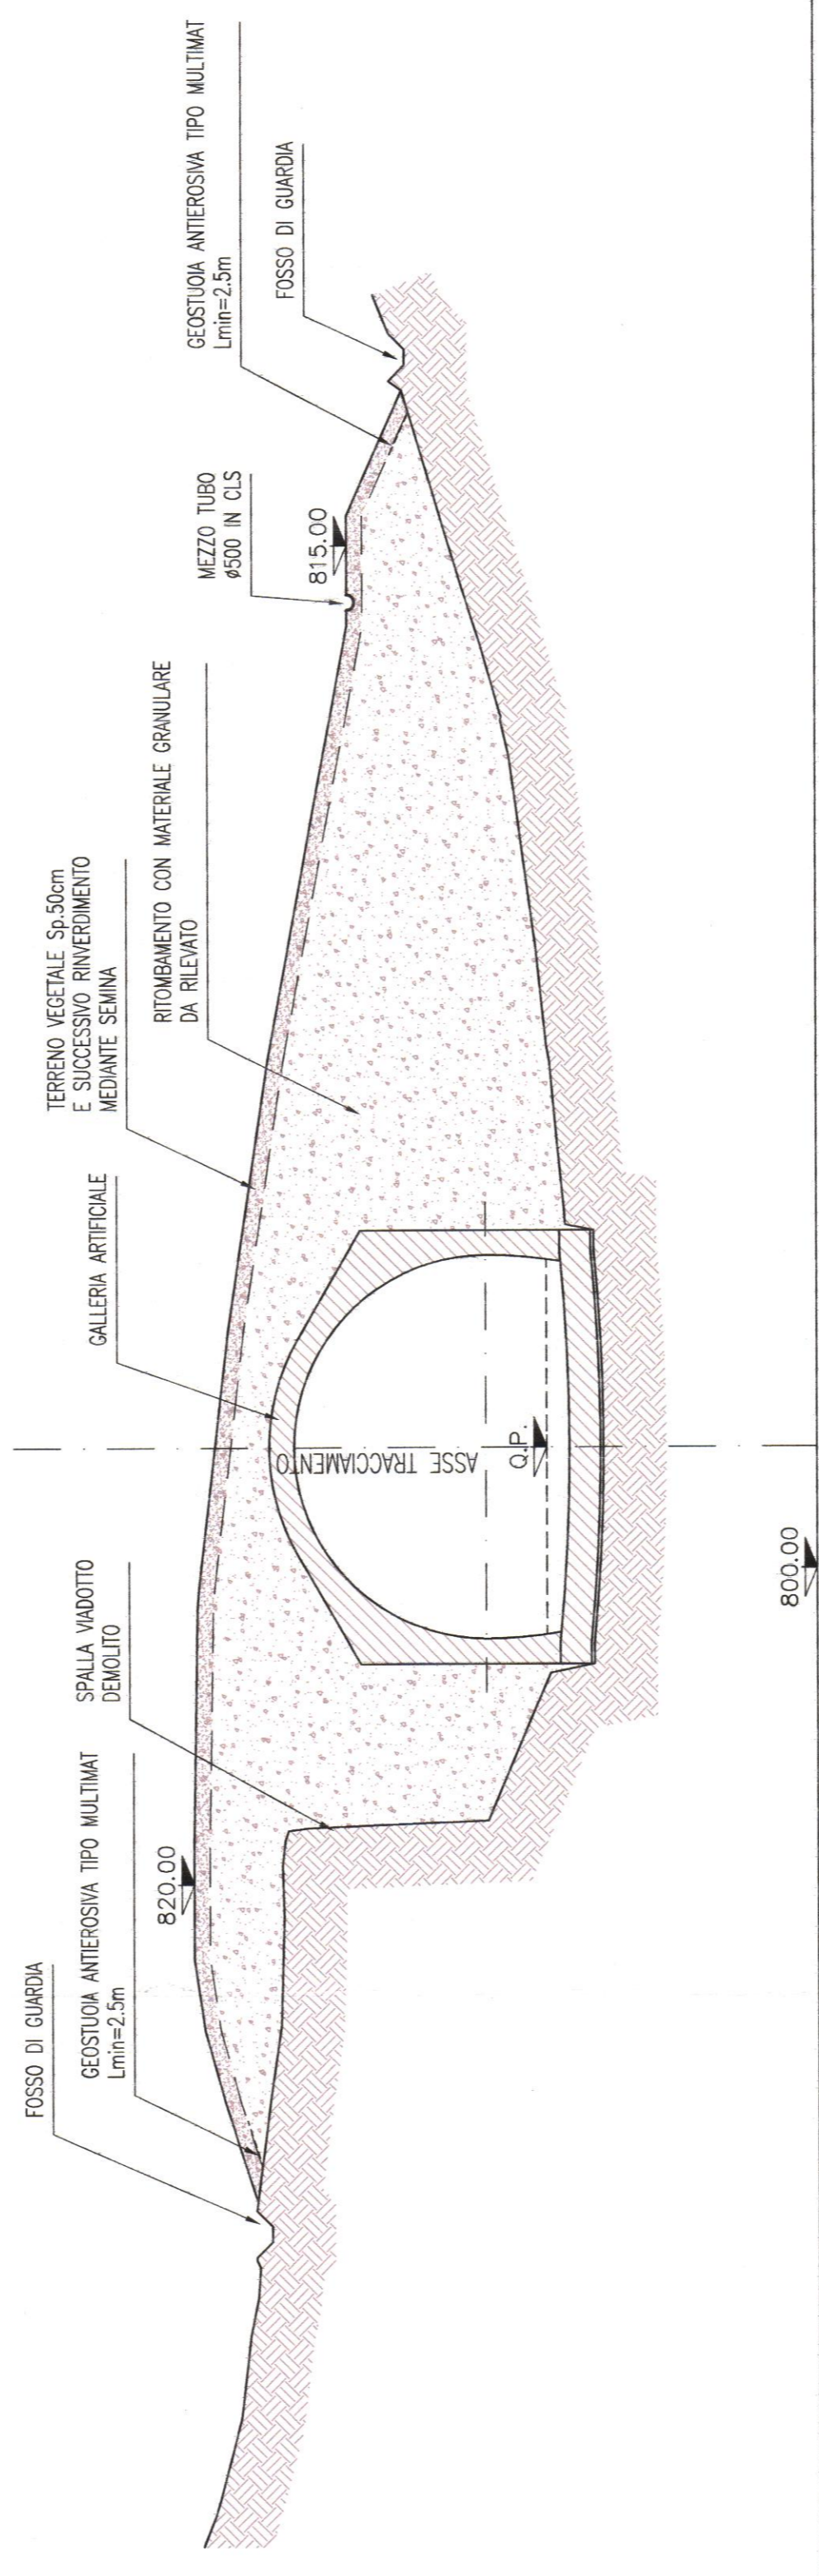 FOSSO DI GUARDIA
GEOSTUOIA ANTIEROSIVA TIPO MULTIMAT
Lmin=2.5m
820.00
SPALLA VIADOTTO
DEMOLITO
GALLERIA ARTIFICIALE
TERRENO VEGETALE Sp.50cm
E SUCCESSIVO RINVERDIMENTO
MEDIANTE SEMINA
RITOMBAMENTO CON MATERIALE GRANULARE
DA RILEVATO
MEZZO TUBO
ø500 IN CLS
815.00
GEOSTUOIA ANTIEROSIVA TIPO MULTIMAT
Lmin=2.5m
FOSSO DI GUARDIA
ASSE TRACCIAMENTO
Q.P.
800.00